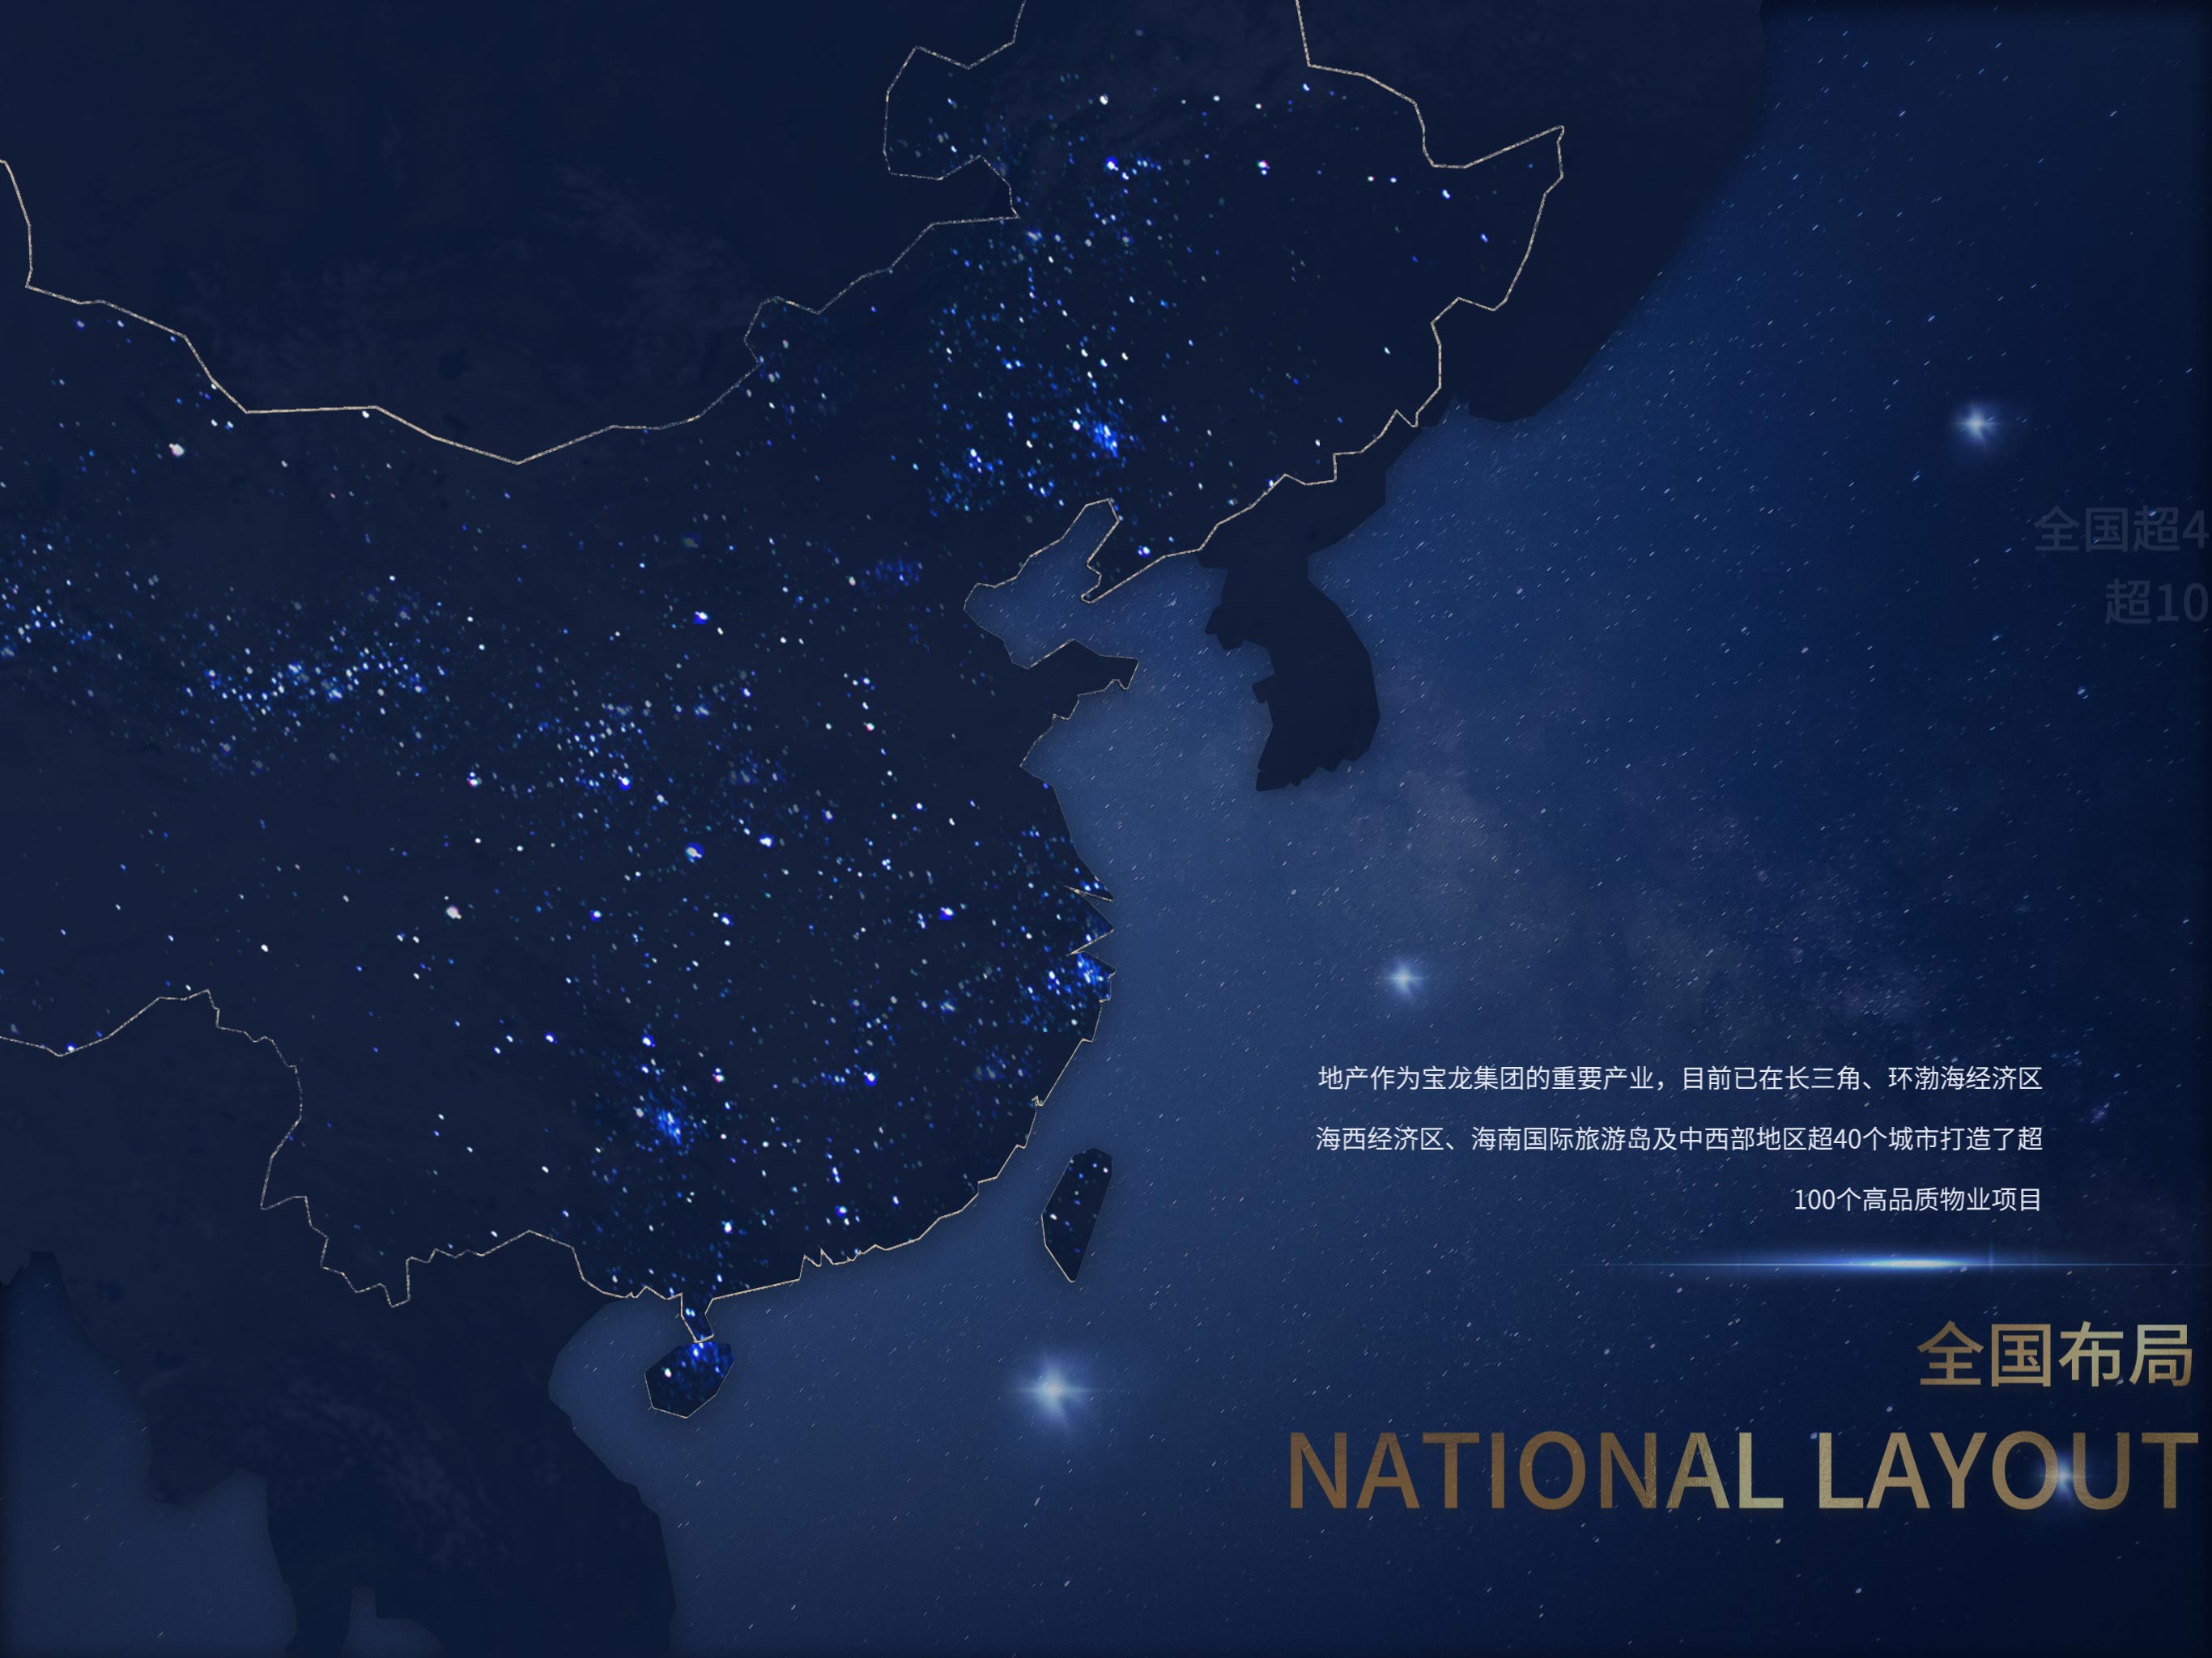 全国超4
超10
地产作为宝龙集团的重要产业，目前已在长三角、环渤海经济区
海西经济区、海南国际旅游岛及中西部地区超40个城市打造了超
100个高品质物业项目
全国布局
NATIONAL LAYOUT